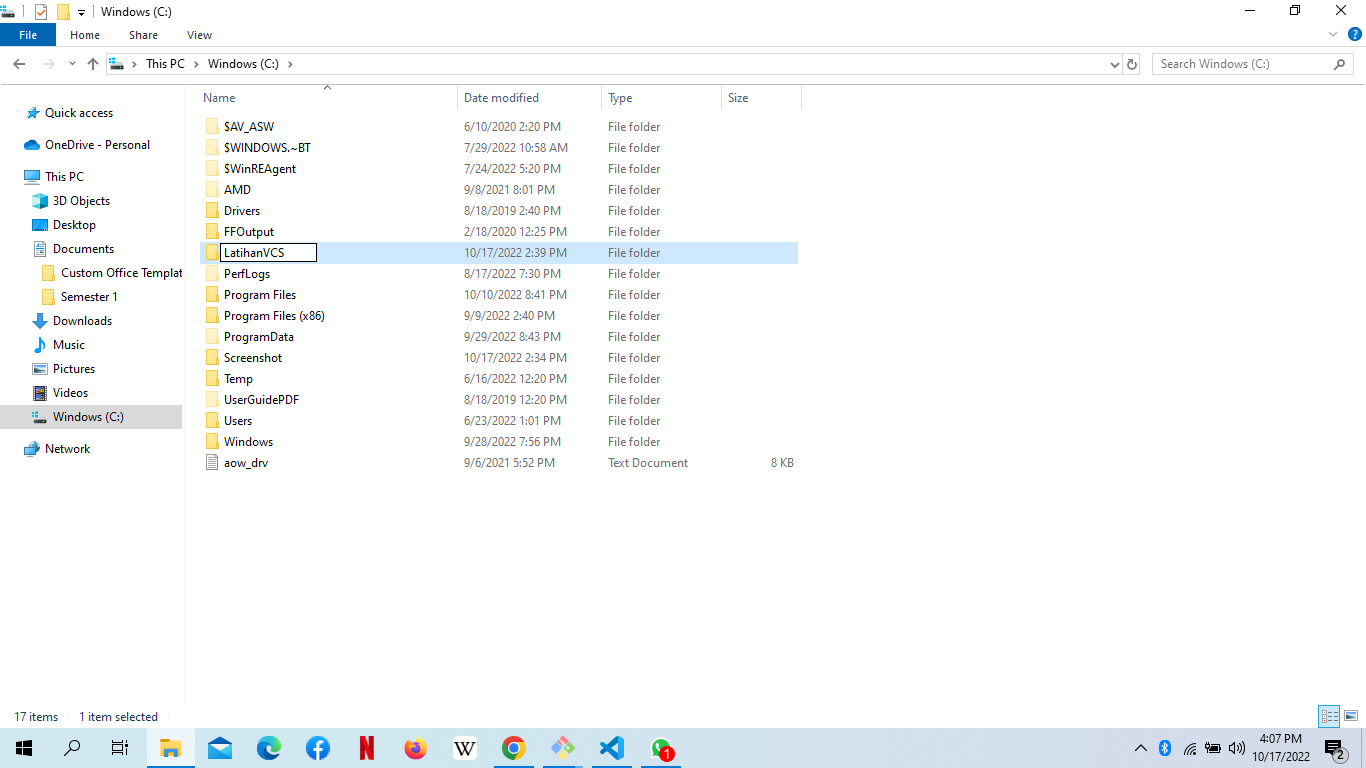 Windows (C:)
File Home Share View
This PC Windows (C:) Search Windows (C:)
Name Date modified Type Size
Quick access
OneDrive - Personal
This PC
3D Objects
Desktop
Documents
Custom Office Templat
Semester 1
Downloads
Music
Pictures
Videos
Windows (C:)
Network
$AV_ASW 6/10/2020 2:20 PM File folder
$WINDOWS.~BT 7/29/2022 10:58 AM File folder
$WinREAgent 7/24/2022 5:20 PM File folder
AMD 9/8/2021 8:01 PM File folder
Drivers 8/18/2019 2:40 PM File folder
FFOutput 2/18/2020 12:25 PM File folder
LatihanVCS 10/17/2022 2:39 PM File folder
PerfLogs 8/17/2022 7:30 PM File folder
Program Files 10/10/2022 8:41 PM File folder
Program Files (x86) 9/9/2022 2:40 PM File folder
ProgramData 9/29/2022 8:43 PM File folder
Screenshot 10/17/2022 2:34 PM File folder
Temp 6/16/2022 12:20 PM File folder
UserGuidePDF 8/18/2019 12:20 PM File folder
Users 6/23/2022 1:01 PM File folder
Windows 9/28/2022 7:56 PM File folder
aow_drv 9/6/2021 5:52 PM Text Document 8 KB
17 items 1 item selected
N W 1 4:07 PM
10/17/2022 2